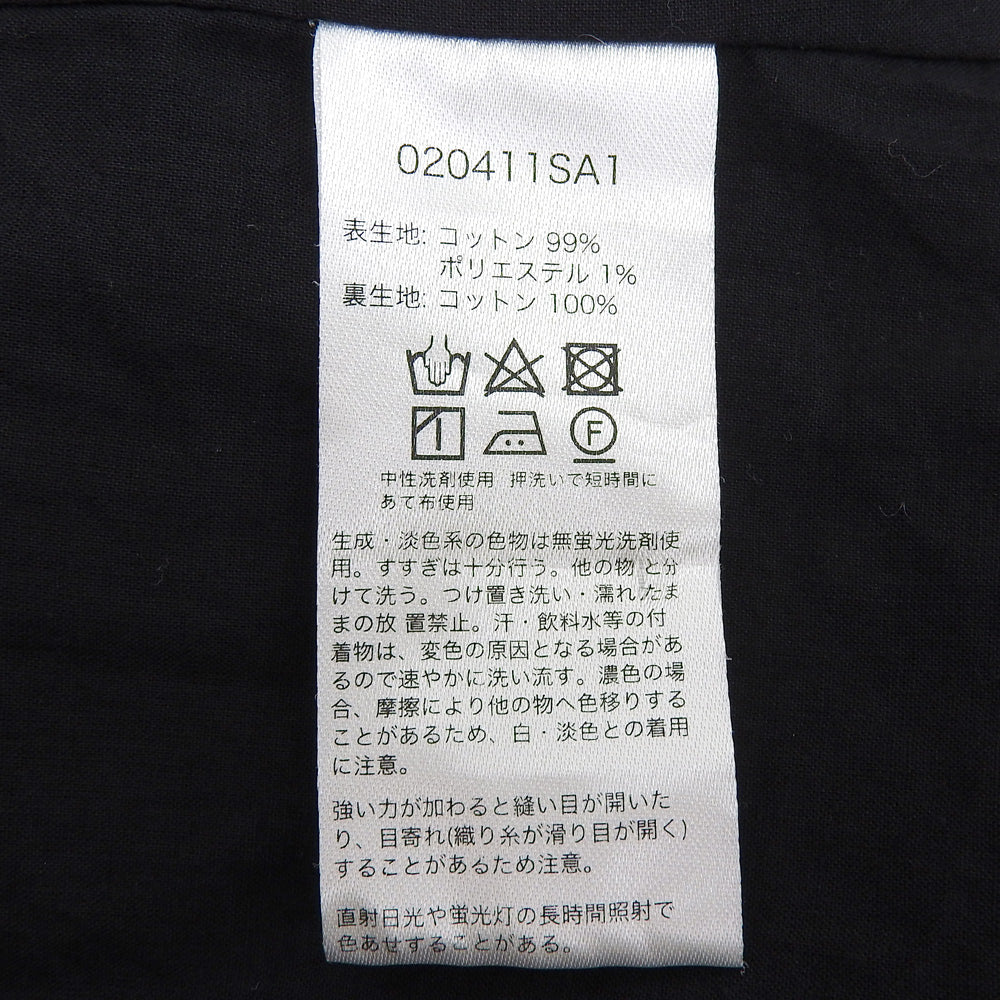 020411SA1
表生地: コットン 99%
ポリエステル 1%
裏生地: コットン 100%
F
中性洗剤使用 押洗いで短時間に
あて布使用
生成・淡色系の色物は無蛍光洗剤使
用。すすぎは十分行う。他の物 と分
けて洗う。つけ置き洗い・濡れたま
まの放 置禁止。汗・飲料水等の付
着物は、変色の原因となる場合があ
るので速やかに洗い流す。濃色の場
合、摩擦により他の物へ色移りする
ことがあるため、白・淡色との着用
に注意。
強い力が加わると縫い目が開いた
り、目寄れ(織り糸が滑り目が開く)
することがあるため注意。
直射日光や蛍光灯の長時間照射で
色あせすることがある。